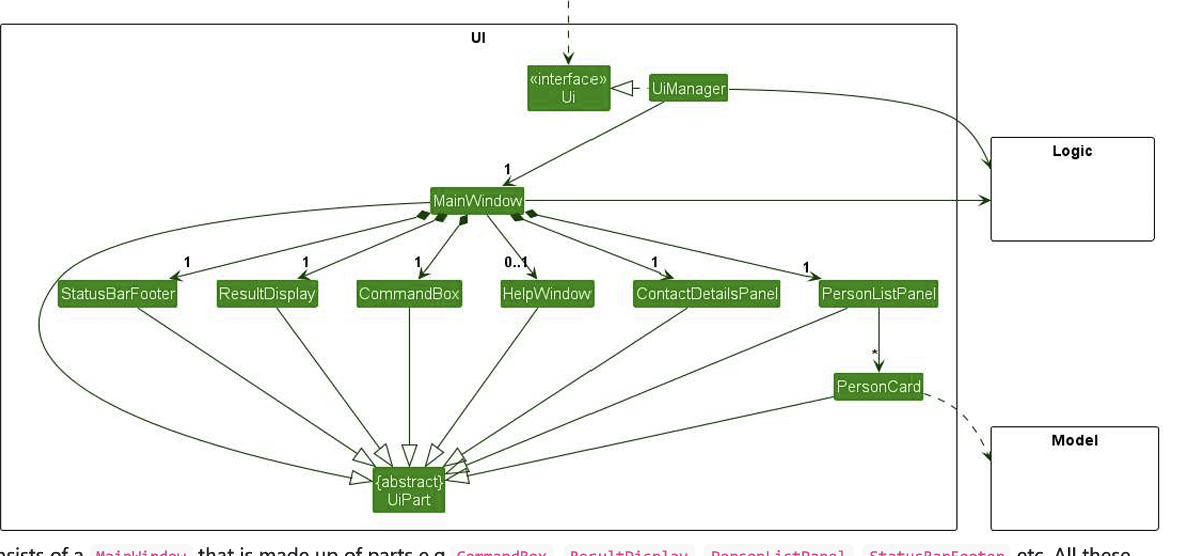 UI
«interface»
Ui
UiManager
Logic
1
MainWindow
1
1
1
0..1
1
1
StatusBarFooter
ResultDisplay
CommandBox
HelpWindow
ContactDetailsPanel
PersonListPanel
*
PersonCard
Model
{abstract}
UiPart
of a MainWindow that is made up of parts e.g. CommandBox ResultDisplay PersonListPanel StatusBarFooter etc. All these